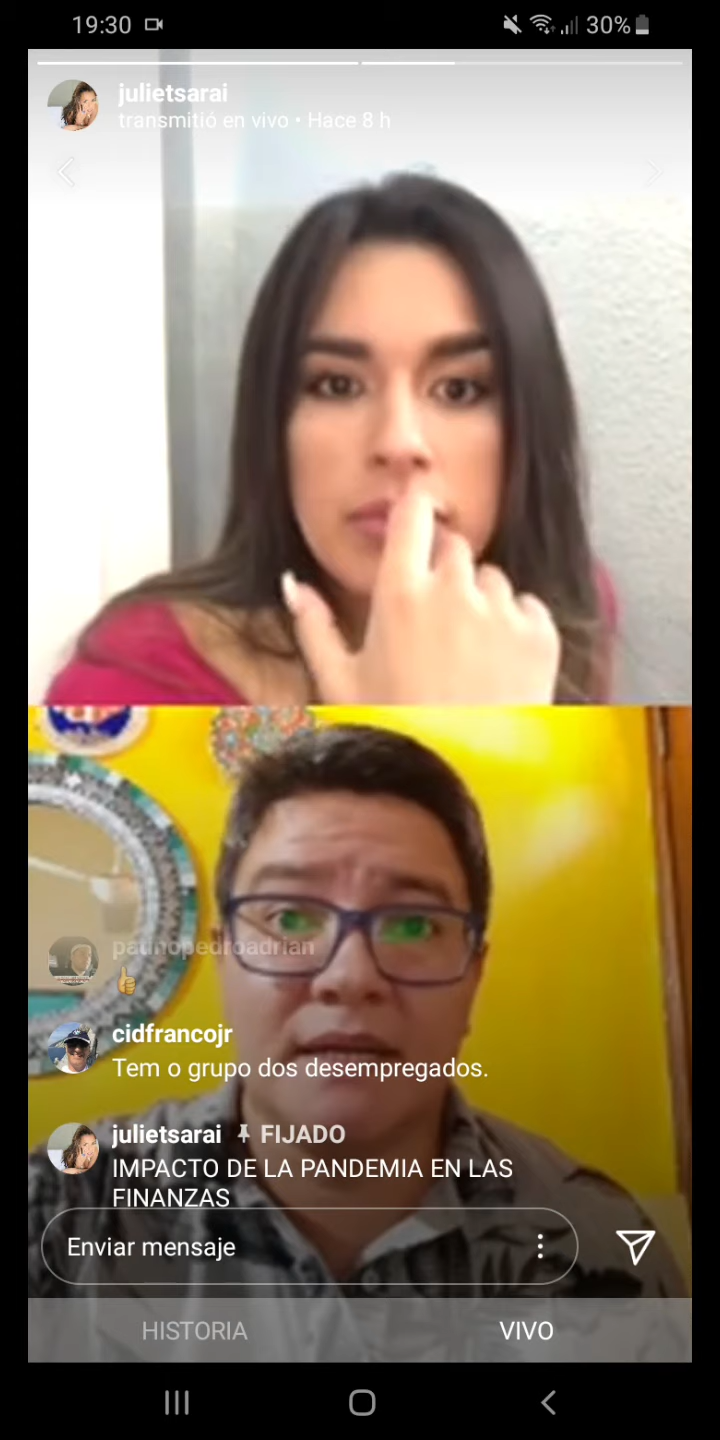 19:30
30%
julietsarai
transmitió en vivo • Hace 8 h
patinopedroadrian
👍
cidfrancojr
Tem o grupo dos desempregados.
julietsarai FIJADO
IMPACTO DE LA PANDEMIA EN LAS
FINANZAS
Enviar mensaje
HISTORIA
VIVO